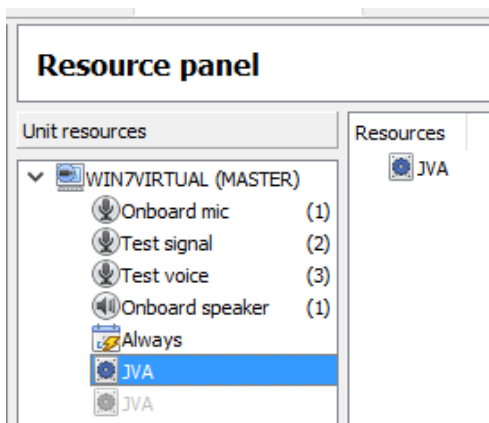 Resource panel
Unit resources
WIN7VIRTUAL (MASTER)
Onboard mic (1)
Test signal (2)
Test voice (3)
Onboard speaker (1)
Always
JVA
JVA
Resources
JVA